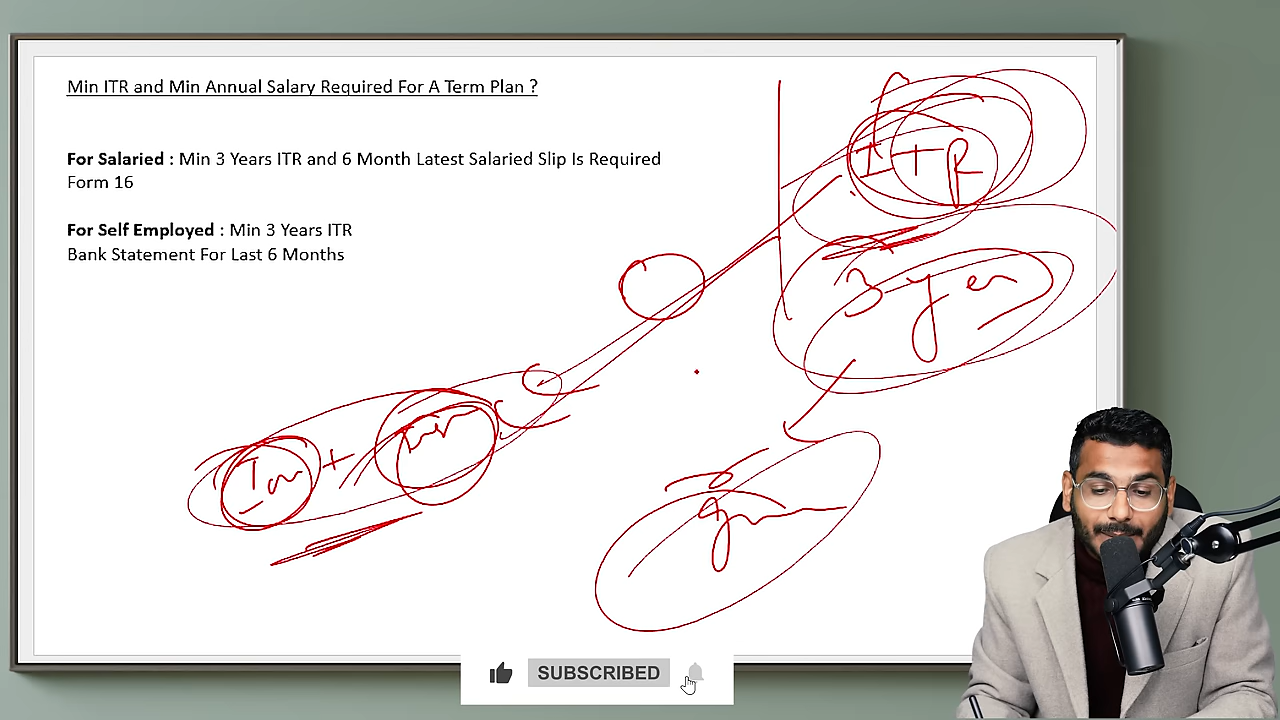 Min ITR and Min Annual Salary Required For A Term Plan ?
For Salaried : Min 3 Years ITR and 6 Month Latest Salaried Slip Is Required
Form 16
For Self Employed : Min 3 Years ITR
Bank Statement For Last 6 Months
ITR
3 yea
+
SUBSCRIBED